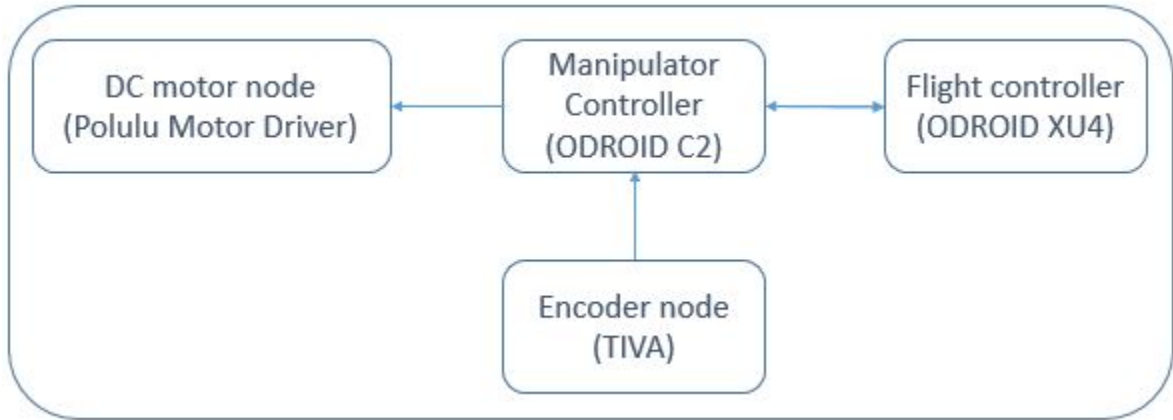 DC motor node
(Polulu Motor Driver)
Manipulator
Controller
(ODROID C2)
Flight controller
(ODROID XU4)
Encoder node
(TIVA)